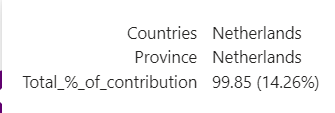 Countries Netherlands
Province Netherlands
Total_%_of_contribution 99.85 (14.26%)